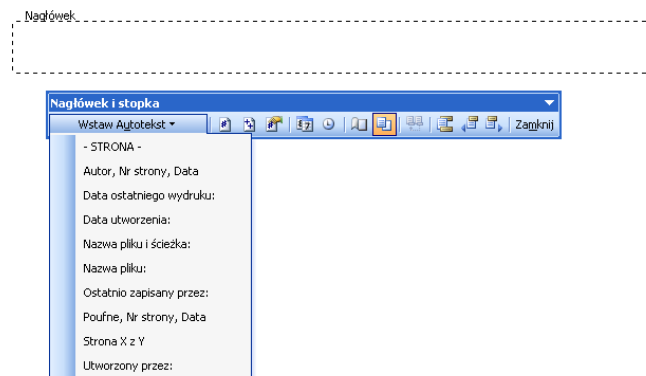 Nagłówek
Nagłówek i stopka
Wstaw Autotekst
Zamknij
- STRONA -
Autor, Nr strony, Data
Data ostatniego wydruku:
Data utworzenia:
Nazwa pliku i ścieżka:
Nazwa pliku:
Ostatnio zapisany przez:
Poufne, Nr strony, Data
Strona X z Y
Utworzony przez: